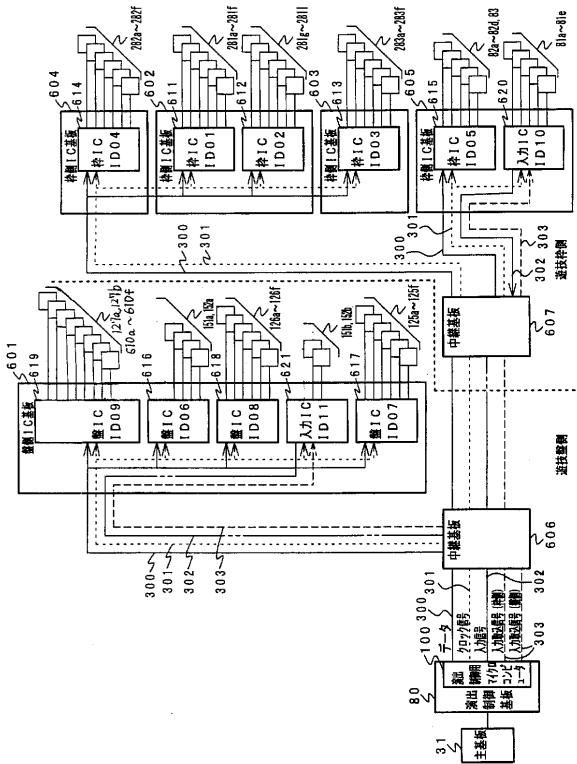 604
枠側IC基板
614
枠IC
ID04
282a~282f
602
枠側IC基板
611
枠IC
ID01
281a~281f
612
枠IC
ID02
281g~281l
603
枠側IC基板
613
枠IC
ID03
283a~283f
605
枠側IC基板
615
枠IC
ID05
82a~82d,83
620
入力IC
ID10
81a~81e
300
301
300
301
302
303
遊技枠側
中継基板
607
601
盤側IC基板
619
盤IC
ID09
127a,127b
610a~610f
616
盤IC
ID06
151a,152a
618
盤IC
ID08
126a~126f
621
入力IC
ID11
151b,152b
617
盤IC
ID07
125a~125f
300
301
302
303
遊技盤側
中継基板
606
300
301
302
303
データ
クロック信号
入力信号
入力取込信号(枠側)
入力取込信号(盤側)
100
演出
制御用
マイクロ
コンピ
ュータ
80
演出
制御
基板
31
主基板